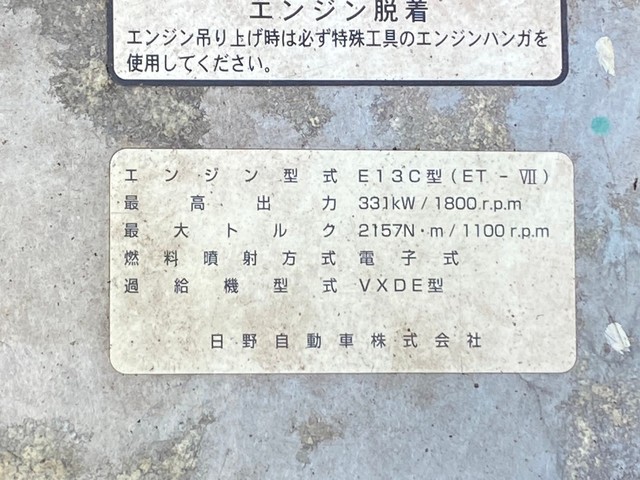 エンジン脱着
エンジン吊り上げ時は必ず特殊工具のエンジンハンガを
使用してください。
エンジン型式 E13C型(ET-Ⅶ)
最高出力 331kW/1800r.p.m
最大トルク 2157N·m/1100r.p.m
燃料噴射方式 電子式
過給機型式 VXDE型
日野自動車株式会社